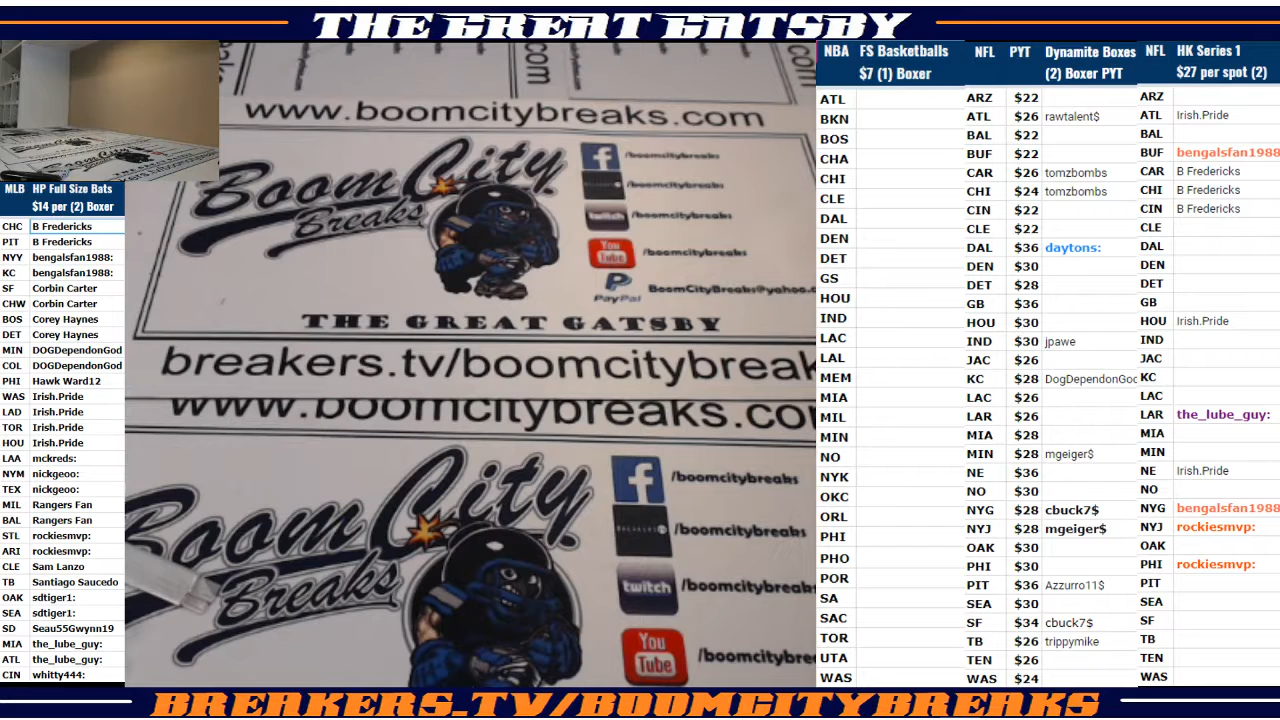 THE GREAT GATSBY
MLB HP Full Size Bats
$14 per (2) Boxer
CHC B Fredericks
PIT B Fredericks
NYY bengalsfan1988:
KC bengalsfan1988:
SF Corbin Carter
CHW Corbin Carter
BOS Corey Haynes
DET Corey Haynes
MIN DOGDependonGod
COL DOGDependonGod
PHI Hawk Ward12
WAS Irish.Pride
LAD Irish.Pride
TOR Irish.Pride
HOU Irish.Pride
LAA mckreds:
NYM nickgeoo:
TEX nickgeoo:
MIL Rangers Fan
BAL Rangers Fan
STL rockiesmvp:
ARI rockiesmvp:
CLE Sam Lanzo
TB Santiago Saucedo
OAK sdtiger1:
SEA sdtiger1:
SD Seau55Gwynn19
MIA the_lube_guy:
ATL the_lube_guy:
CIN whitty444:
www.boomcitybreaks.com
Boom City
Breaks
/boomcitybreaks
/boomcitybreaks
twitch /boomcitybreaks
You Tube /boomcitybreaks
PayPal BoomCityBreaks@yahoo.c
THE GREAT GATSBY
breakers.tv/boomcitybreak
www.boomcitybreaks.co
Boom City
Breaks
/boomcitybreaks
/boomcitybreaks
twitch /boomcitybreaks
You Tube /boomcitybre
NBA FS Basketballs
$7 (1) Boxer
ATL
BKN
BOS
CHA
CHI
CLE
DAL
DEN
DET
GS
HOU
IND
LAC
LAL
MEM
MIA
MIL
MIN
NO
NYK
OKC
ORL
PHI
PHO
POR
SA
SAC
TOR
UTA
WAS
NFL PYT Dynamite Boxes
(2) Boxer PYT
ARZ $22
ATL $26 rawtalent$
BAL $22
BUF $22
CAR $26 tomzbombs
CHI $24 tomzbombs
CIN $22
CLE $22
DAL $36 daytons:
DEN $30
DET $28
GB $36
HOU $30
IND $30 jpawe
JAC $26
KC $28 DogDependonGod
LAC $26
LAR $26
MIA $28
MIN $28 mgeiger$
NE $36
NO $30
NYG $28 cbuck7$
NYJ $28 mgeiger$
OAK $30
PHI $30
PIT $36 Azzurro11$
SEA $30
SF $34 cbuck7$
TB $26 trippymike
TEN $26
WAS $24
NFL HK Series 1
$27 per spot (2)
ARZ
ATL Irish.Pride
BAL
BUF bengalsfan1988
CAR B Fredericks
CHI B Fredericks
CIN B Fredericks
CLE
DAL
DEN
DET
GB
HOU Irish.Pride
IND
JAC
KC
LAC
LAR the_lube_guy:
MIA
MIN
NE Irish.Pride
NO
NYG bengalsfan1988
NYJ rockiesmvp:
OAK
PHI rockiesmvp:
PIT
SEA
SF
TB
TEN
WAS
BREAKERS.TV/BOOMCITYBREAKS